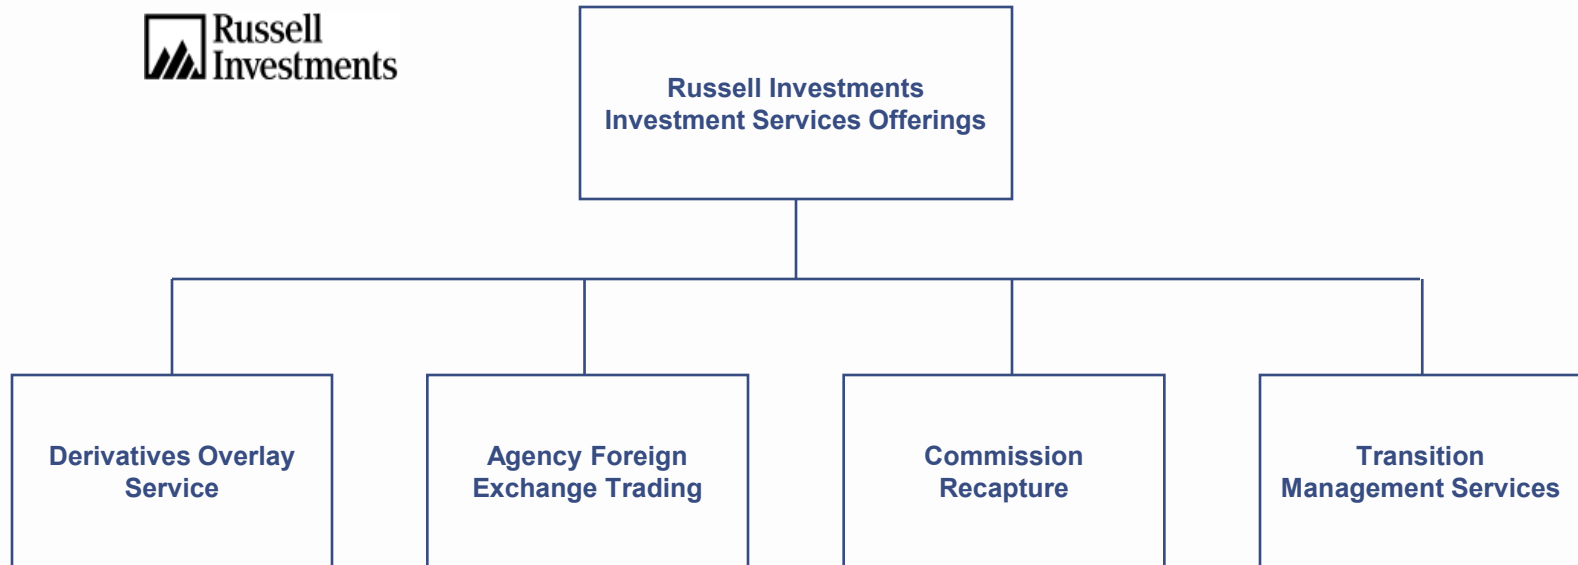 Russell
Investments
Russell Investments
Investment Services Offerings
Derivatives Overlay
Service
Agency Foreign
Exchange Trading
Commission
Recapture
Transition
Management Services